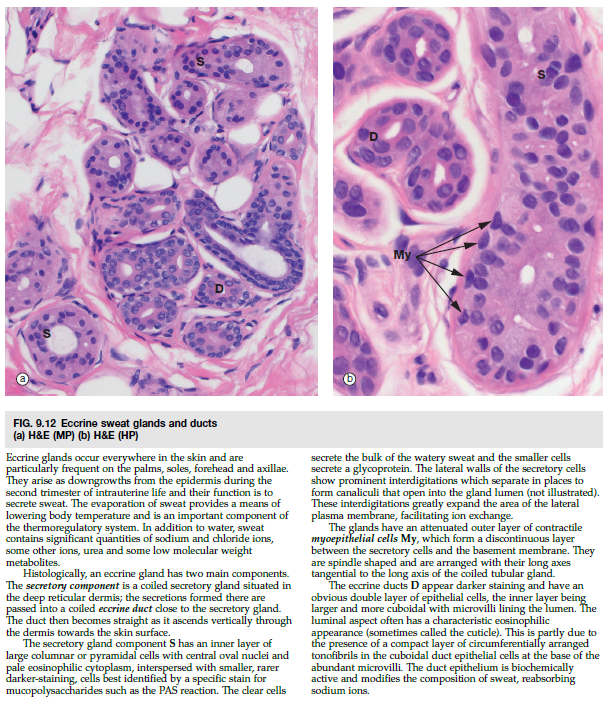 S
S
D
a
S
D
My
b
FIG. 9.12 Eccrine sweat glands and ducts
(a) H&E (MP) (b) H&E (HP)
Eccrine glands occur everywhere in the skin and are
particularly frequent on the palms, soles, forehead and axillae.
They arise as downgrowths from the epidermis during the
second trimester of intrauterine life and their function is to
secrete sweat. The evaporation of sweat provides a means of
lowering body temperature and is an important component of
the thermoregulatory system. In addition to water, sweat
contains significant quantities of sodium and chloride ions,
some other ions, urea and some low molecular weight
metabolites.
Histologically, an eccrine gland has two main components.
The secretory component is a coiled secretory gland situated in
the deep reticular dermis; the secretions formed there are
passed into a coiled eccrine duct close to the secretory gland.
The duct then becomes straight as it ascends vertically through
the dermis towards the skin surface.
The secretory gland component S has an inner layer of
large columnar or pyramidal cells with central oval nuclei and
pale eosinophilic cytoplasm, interspersed with smaller, rarer
darker-staining, cells best identified by a specific stain for
mucopolysaccharides such as the PAS reaction. The clear cells
secrete the bulk of the watery sweat and the smaller cells
secrete a glycoprotein. The lateral walls of the secretory cells
show prominent interdigitations which separate in places to
form canaliculi that open into the gland lumen (not illustrated).
These interdigitations greatly expand the area of the lateral
plasma membrane, facilitating ion exchange.
The glands have an attenuated outer layer of contractile
myoepithelial cells My, which form a discontinuous layer
between the secretory cells and the basement membrane. They
are spindle shaped and are arranged with their long axes
tangential to the long axis of the coiled tubular gland.
The eccrine ducts D appear darker staining and have an
obvious double layer of epithelial cells, the inner layer being
larger and more cuboidal with microvilli lining the lumen. The
luminal aspect often has a characteristic eosinophilic
appearance (sometimes called the cuticle). This is partly due to
the presence of a compact layer of circumferentially arranged
tonofibrils in the cuboidal duct epithelial cells at the base of the
abundant microvilli. The duct epithelium is biochemically
active and modifies the composition of sweat, reabsorbing
sodium ions.